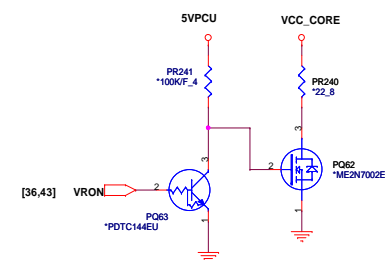 5VPCU
VCC_CORE
PR241
*100K/F_4
PR240
*22_8
3
3
2
PQ62
*ME2N7002E
[36,43]
VRON
2
PQ63
*PDTC144EU
1
1